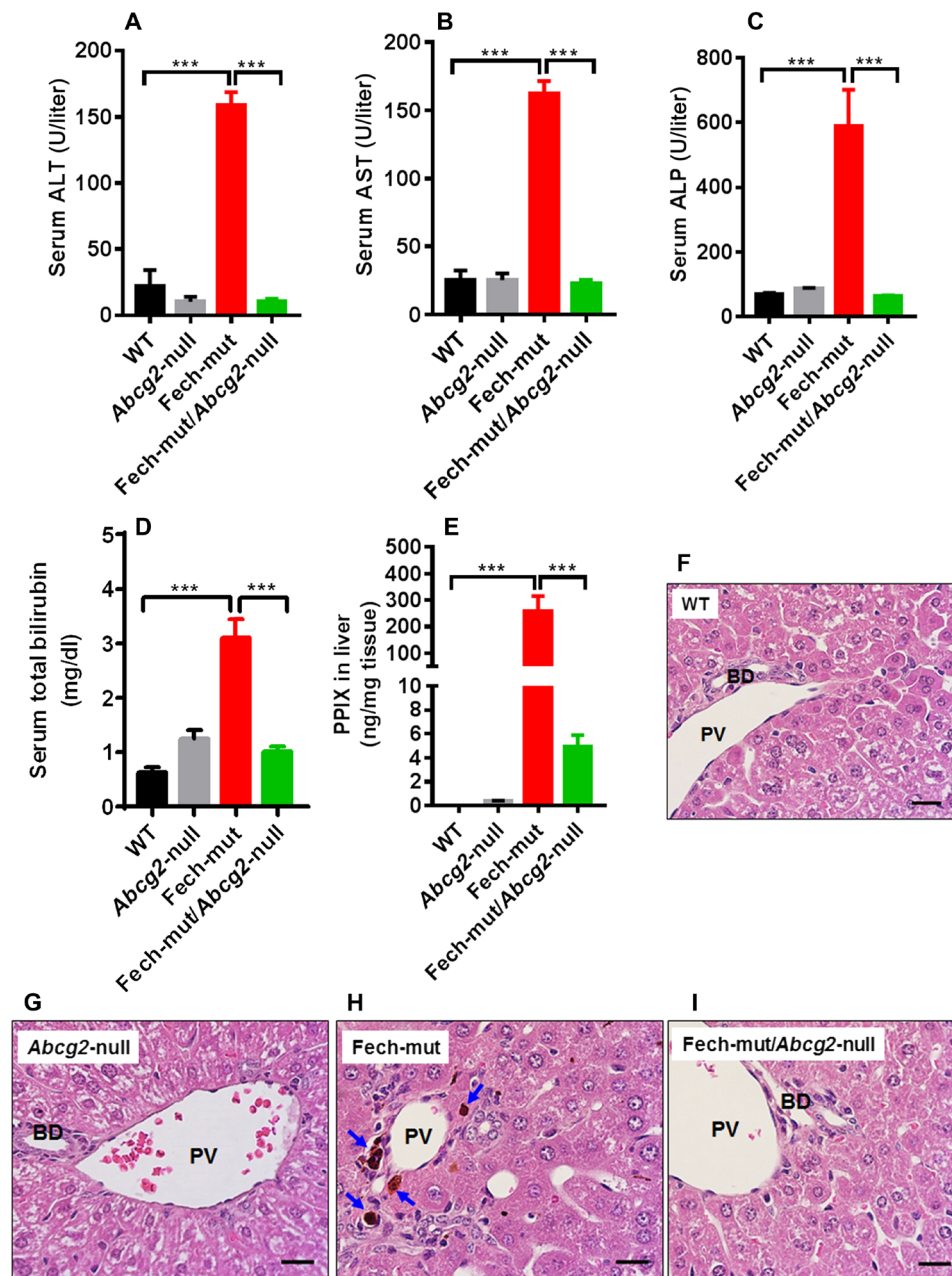 A
Serum ALT (U/liter)
200
150
100
50
0
***
***
WT
Abcg2-null
Fech-mut
Fech-mut/Abcg2-null
B
Serum AST (U/liter)
200
150
100
50
0
***
***
WT
Abcg2-null
Fech-mut
Fech-mut/Abcg2-null
C
Serum ALP (U/liter)
800
600
400
200
0
***
***
WT
Abcg2-null
Fech-mut
Fech-mut/Abcg2-null
D
Serum total bilirubin
(mg/dl)
5
4
3
2
1
0
***
***
WT
Abcg2-null
Fech-mut
Fech-mut/Abcg2-null
E
PPIX in liver
(ng/mg tissue)
500
400
300
200
100
10
8
6
4
2
0
***
***
WT
Abcg2-null
Fech-mut
Fech-mut/Abcg2-null
F
WT
BD
PV
G
Abcg2-null
BD
PV
H
Fech-mut
PV
I
Fech-mut/Abcg2-null
BD
PV